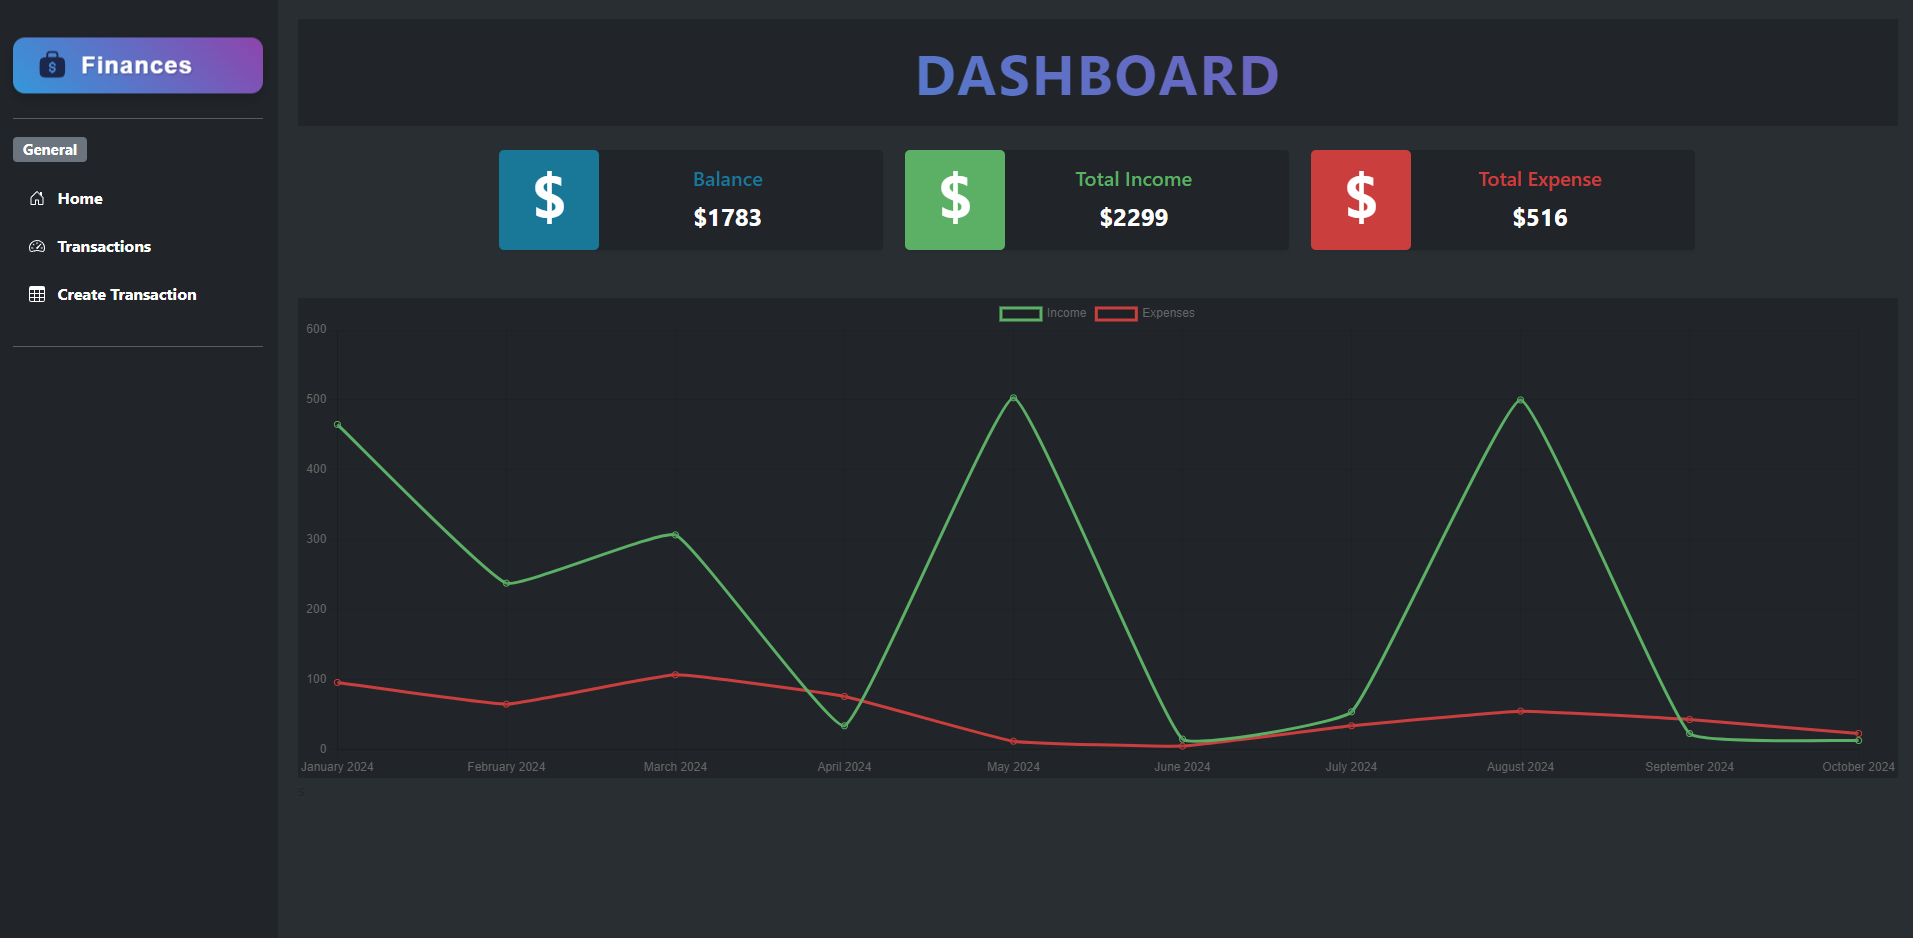 Finances
General
Home
Transactions
Create Transaction
DASHBOARD
$
Balance
$1783
$
Total Income
$2299
$
Total Expense
$516
Income
Expenses
600
500
400
300
200
100
0
January 2024
February 2024
March 2024
April 2024
May 2024
June 2024
July 2024
August 2024
September 2024
October 2024